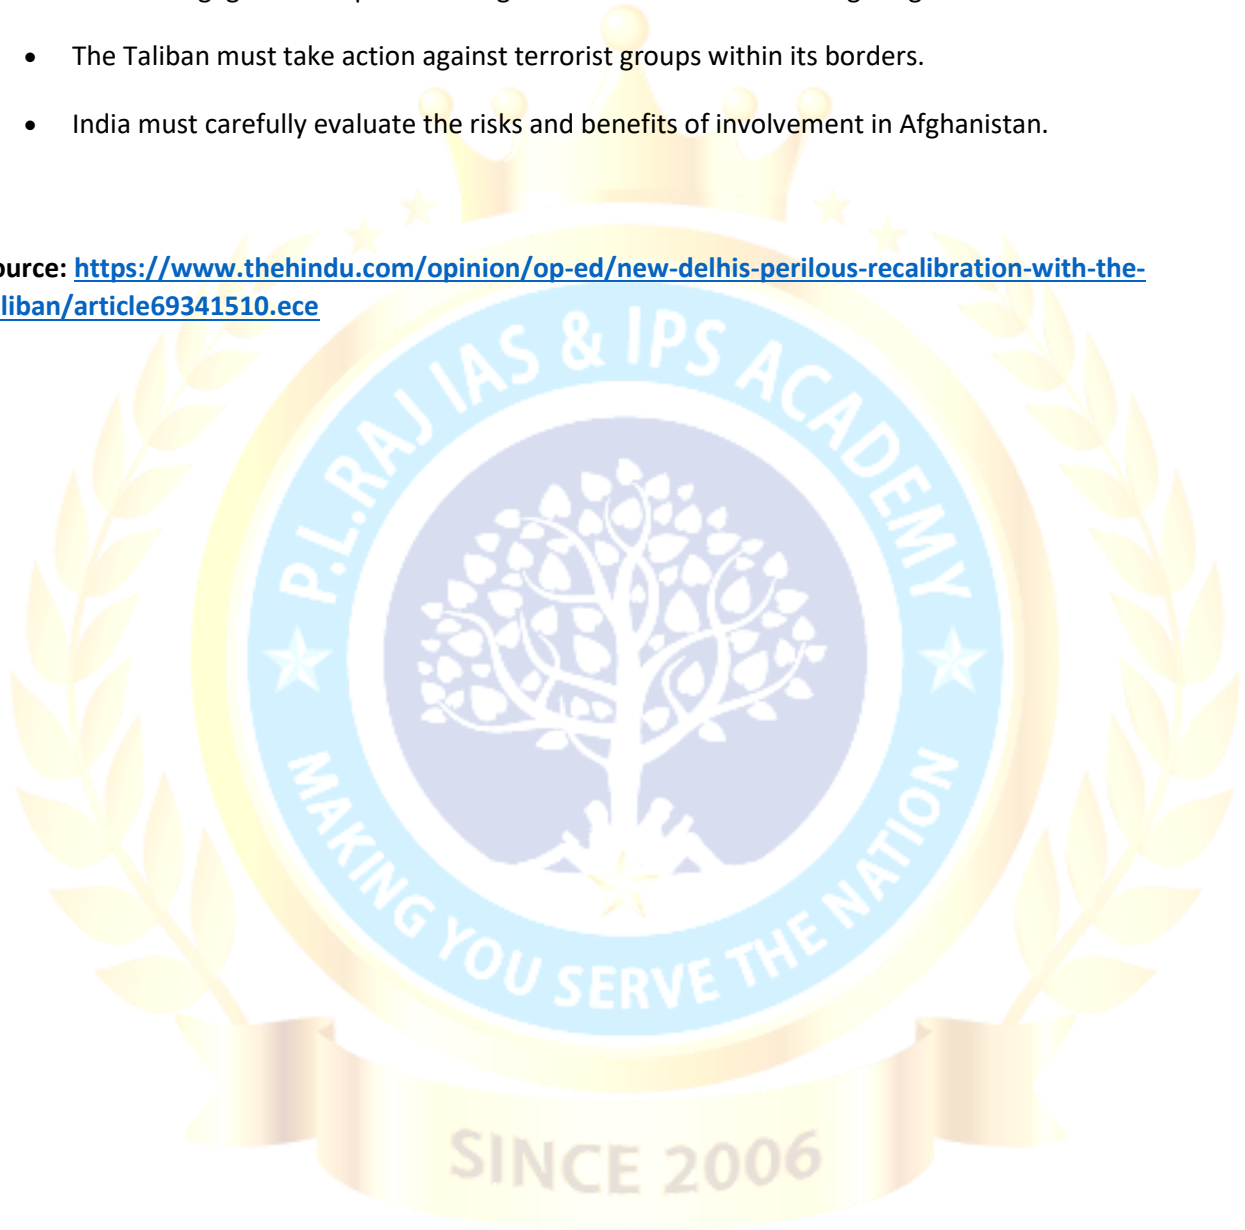 • The Taliban must take action against terrorist groups within its borders.
• India must carefully evaluate the risks and benefits of involvement in Afghanistan.
ource: https://www.thehindu.com/opinion/op-ed/new-delhis-perilous-recalibration-with-the-
liban/article69341510.ece
P.L.RAJ IAS & IPS ACADEMY
MAKING YOU SERVE THE NATION
SINCE 2006